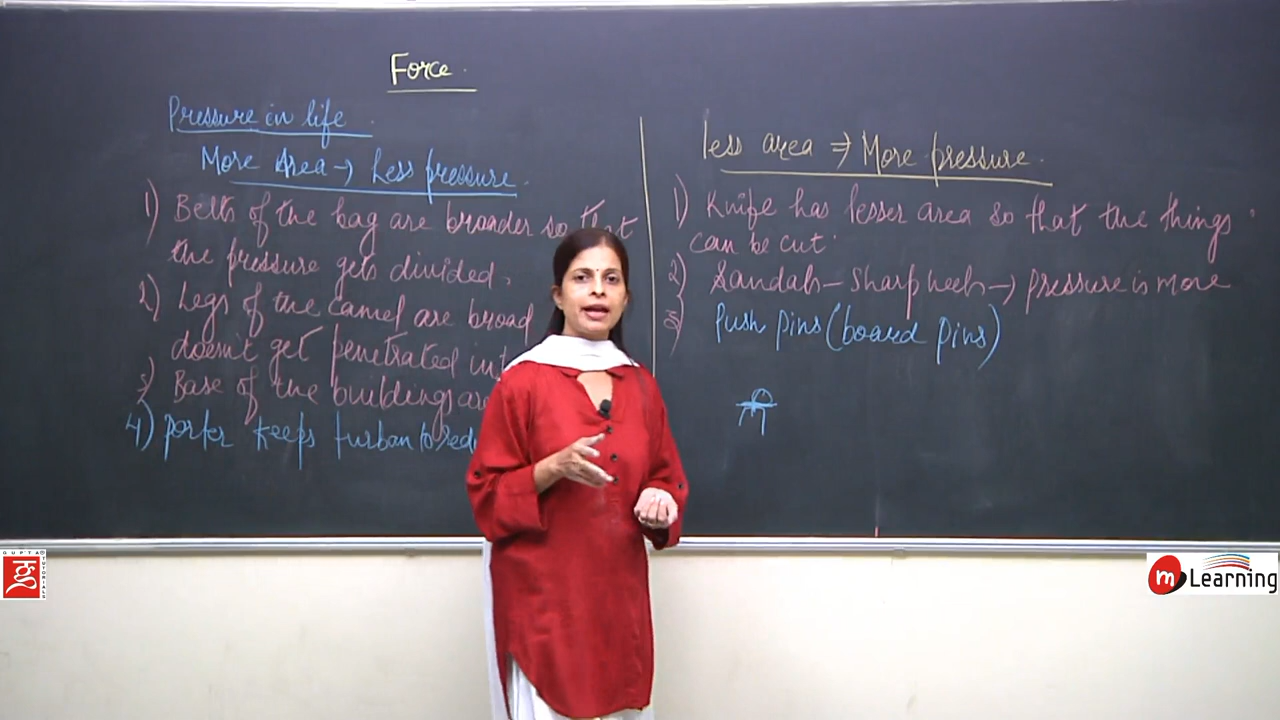 Force.
Pressure in life
More Area → Less pressure.
1) Belts of the bag are broader so that
the pressure gets divided.
2) Legs of the camel are broad
doesn't get penetrated
3) Base of the buildings are
4) porter keeps turban to
less area ⇒ More pressure.
1) Knife has lesser area so that the things
can be cut.
2) Sandals - Sharp heels → pressure is more
3) Push pins (board pins)
GUPTA TUTORIALS
m Learning